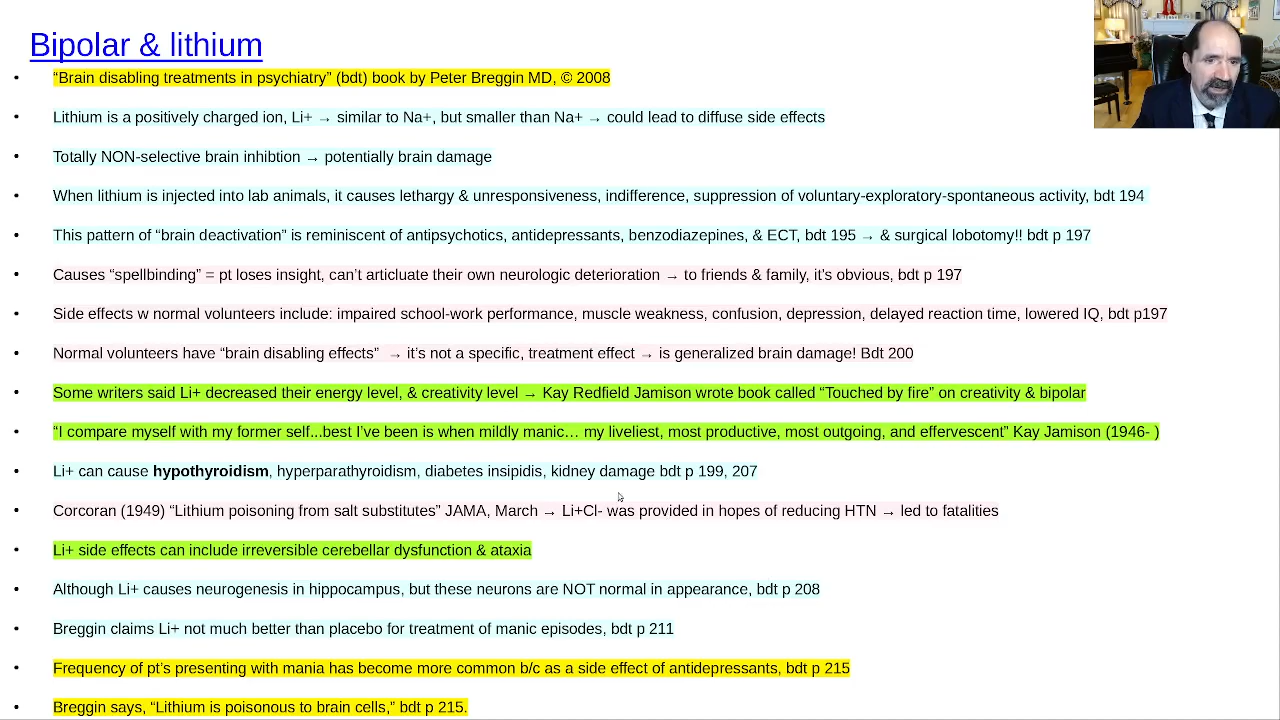 Bipolar & lithium
• “Brain disabling treatments in psychiatry” (bdt) book by Peter Breggin MD, © 2008
• Lithium is a positively charged ion, Li+ → similar to Na+, but smaller than Na+ → could lead to diffuse side effects
• Totally NON-selective brain inhibtion → potentially brain damage
• When lithium is injected into lab animals, it causes lethargy & unresponsiveness, indifference, suppression of voluntary-exploratory-spontaneous activity, bdt 194
• This pattern of “brain deactivation” is reminiscent of antipsychotics, antidepressants, benzodiazepines, & ECT, bdt 195 → & surgical lobotomy!! bdt p 197
• Causes “spellbinding” = pt loses insight, can’t articluate their own neurologic deterioration → to friends & family, it’s obvious, bdt p 197
• Side effects w normal volunteers include: impaired school-work performance, muscle weakness, confusion, depression, delayed reaction time, lowered IQ, bdt p197
• Normal volunteers have “brain disabling effects” → it’s not a specific, treatment effect → is generalized brain damage! Bdt 200
• Some writers said Li+ decreased their energy level, & creativity level → Kay Redfield Jamison wrote book called “Touched by fire” on creativity & bipolar
• “I compare myself with my former self...best I’ve been is when mildly manic… my liveliest, most productive, most outgoing, and effervescent” Kay Jamison (1946- )
• Li+ can cause hypothyroidism, hyperparathyroidism, diabetes insipidis, kidney damage bdt p 199, 207
• Corcoran (1949) “Lithium poisoning from salt substitutes” JAMA, March → Li+Cl- was provided in hopes of reducing HTN → led to fatalities
• Li+ side effects can include irreversible cerebellar dysfunction & ataxia
• Although Li+ causes neurogenesis in hippocampus, but these neurons are NOT normal in appearance, bdt p 208
• Breggin claims Li+ not much better than placebo for treatment of manic episodes, bdt p 211
• Frequency of pt’s presenting with mania has become more common b/c as a side effect of antidepressants, bdt p 215
• Breggin says, “Lithium is poisonous to brain cells,” bdt p 215.